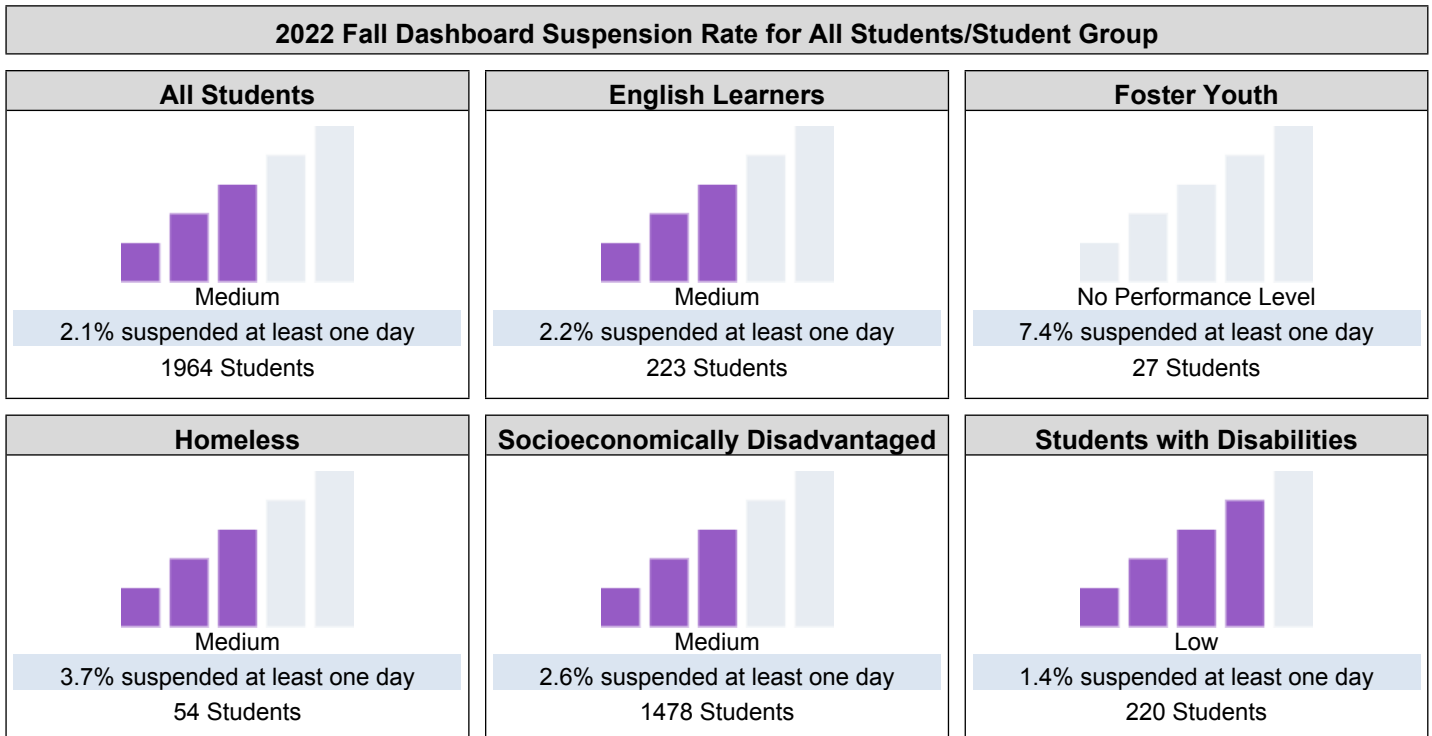 2022 Fall Dashboard Suspension Rate for All Students/Student Group
All Students
Medium
2.1% suspended at least one day
1964 Students
English Learners
Medium
2.2% suspended at least one day
223 Students
Foster Youth
No Performance Level
7.4% suspended at least one day
27 Students
Homeless
Medium
3.7% suspended at least one day
54 Students
Socioeconomically Disadvantaged
Medium
2.6% suspended at least one day
1478 Students
Students with Disabilities
Low
1.4% suspended at least one day
220 Students